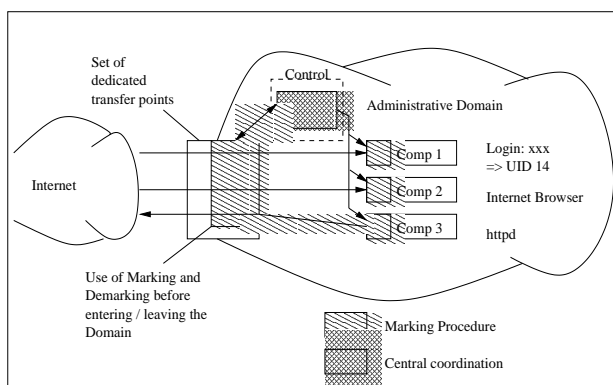 Set of
dedicated
transfer points
Control
Administrative Domain
Internet
Comp 1
Comp 2
Comp 3
Login: xxx
=> UID 14
Internet Browser
httpd
Use of Marking and
Demarking before
entering / leaving the
Domain
Marking Procedure
Central coordination